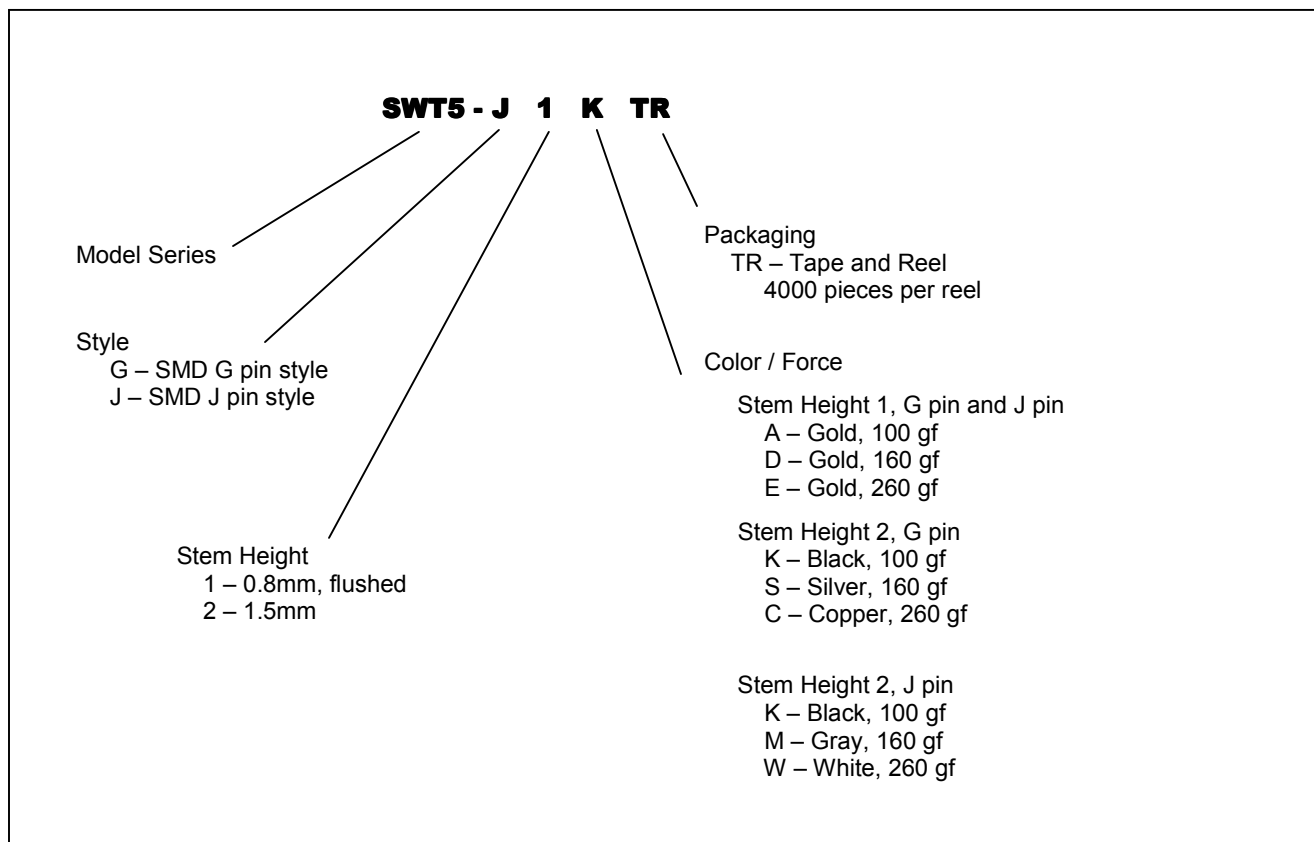 SWT5 - J 1 K TR
Model Series
Style
G – SMD G pin style
J – SMD J pin style
Stem Height
1 – 0.8mm, flushed
2 – 1.5mm
Packaging
TR – Tape and Reel
4000 pieces per reel
Color / Force
Stem Height 1, G pin and J pin
A – Gold, 100 gf
D – Gold, 160 gf
E – Gold, 260 gf
Stem Height 2, G pin
K – Black, 100 gf
S – Silver, 160 gf
C – Copper, 260 gf
Stem Height 2, J pin
K – Black, 100 gf
M – Gray, 160 gf
W – White, 260 gf